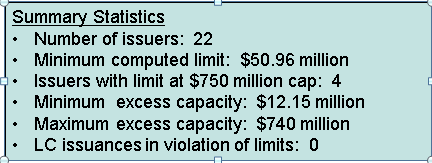 Summary Statistics
• Number of issuers: 22
• Minimum computed limit: $50.96 million
• Issuers with limit at $750 million cap: 4
• Minimum excess capacity: $12.15 million
• Maximum excess capacity: $740 million
• LC issuances in violation of limits: 0